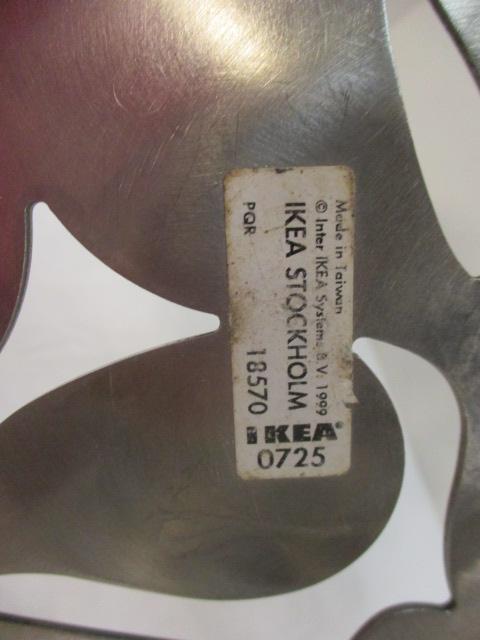 Made in Taiwan
© Inter IKEA Systems B.V. 1999
IKEA STOCKHOLM
PQR 18570
IKEA®
0725